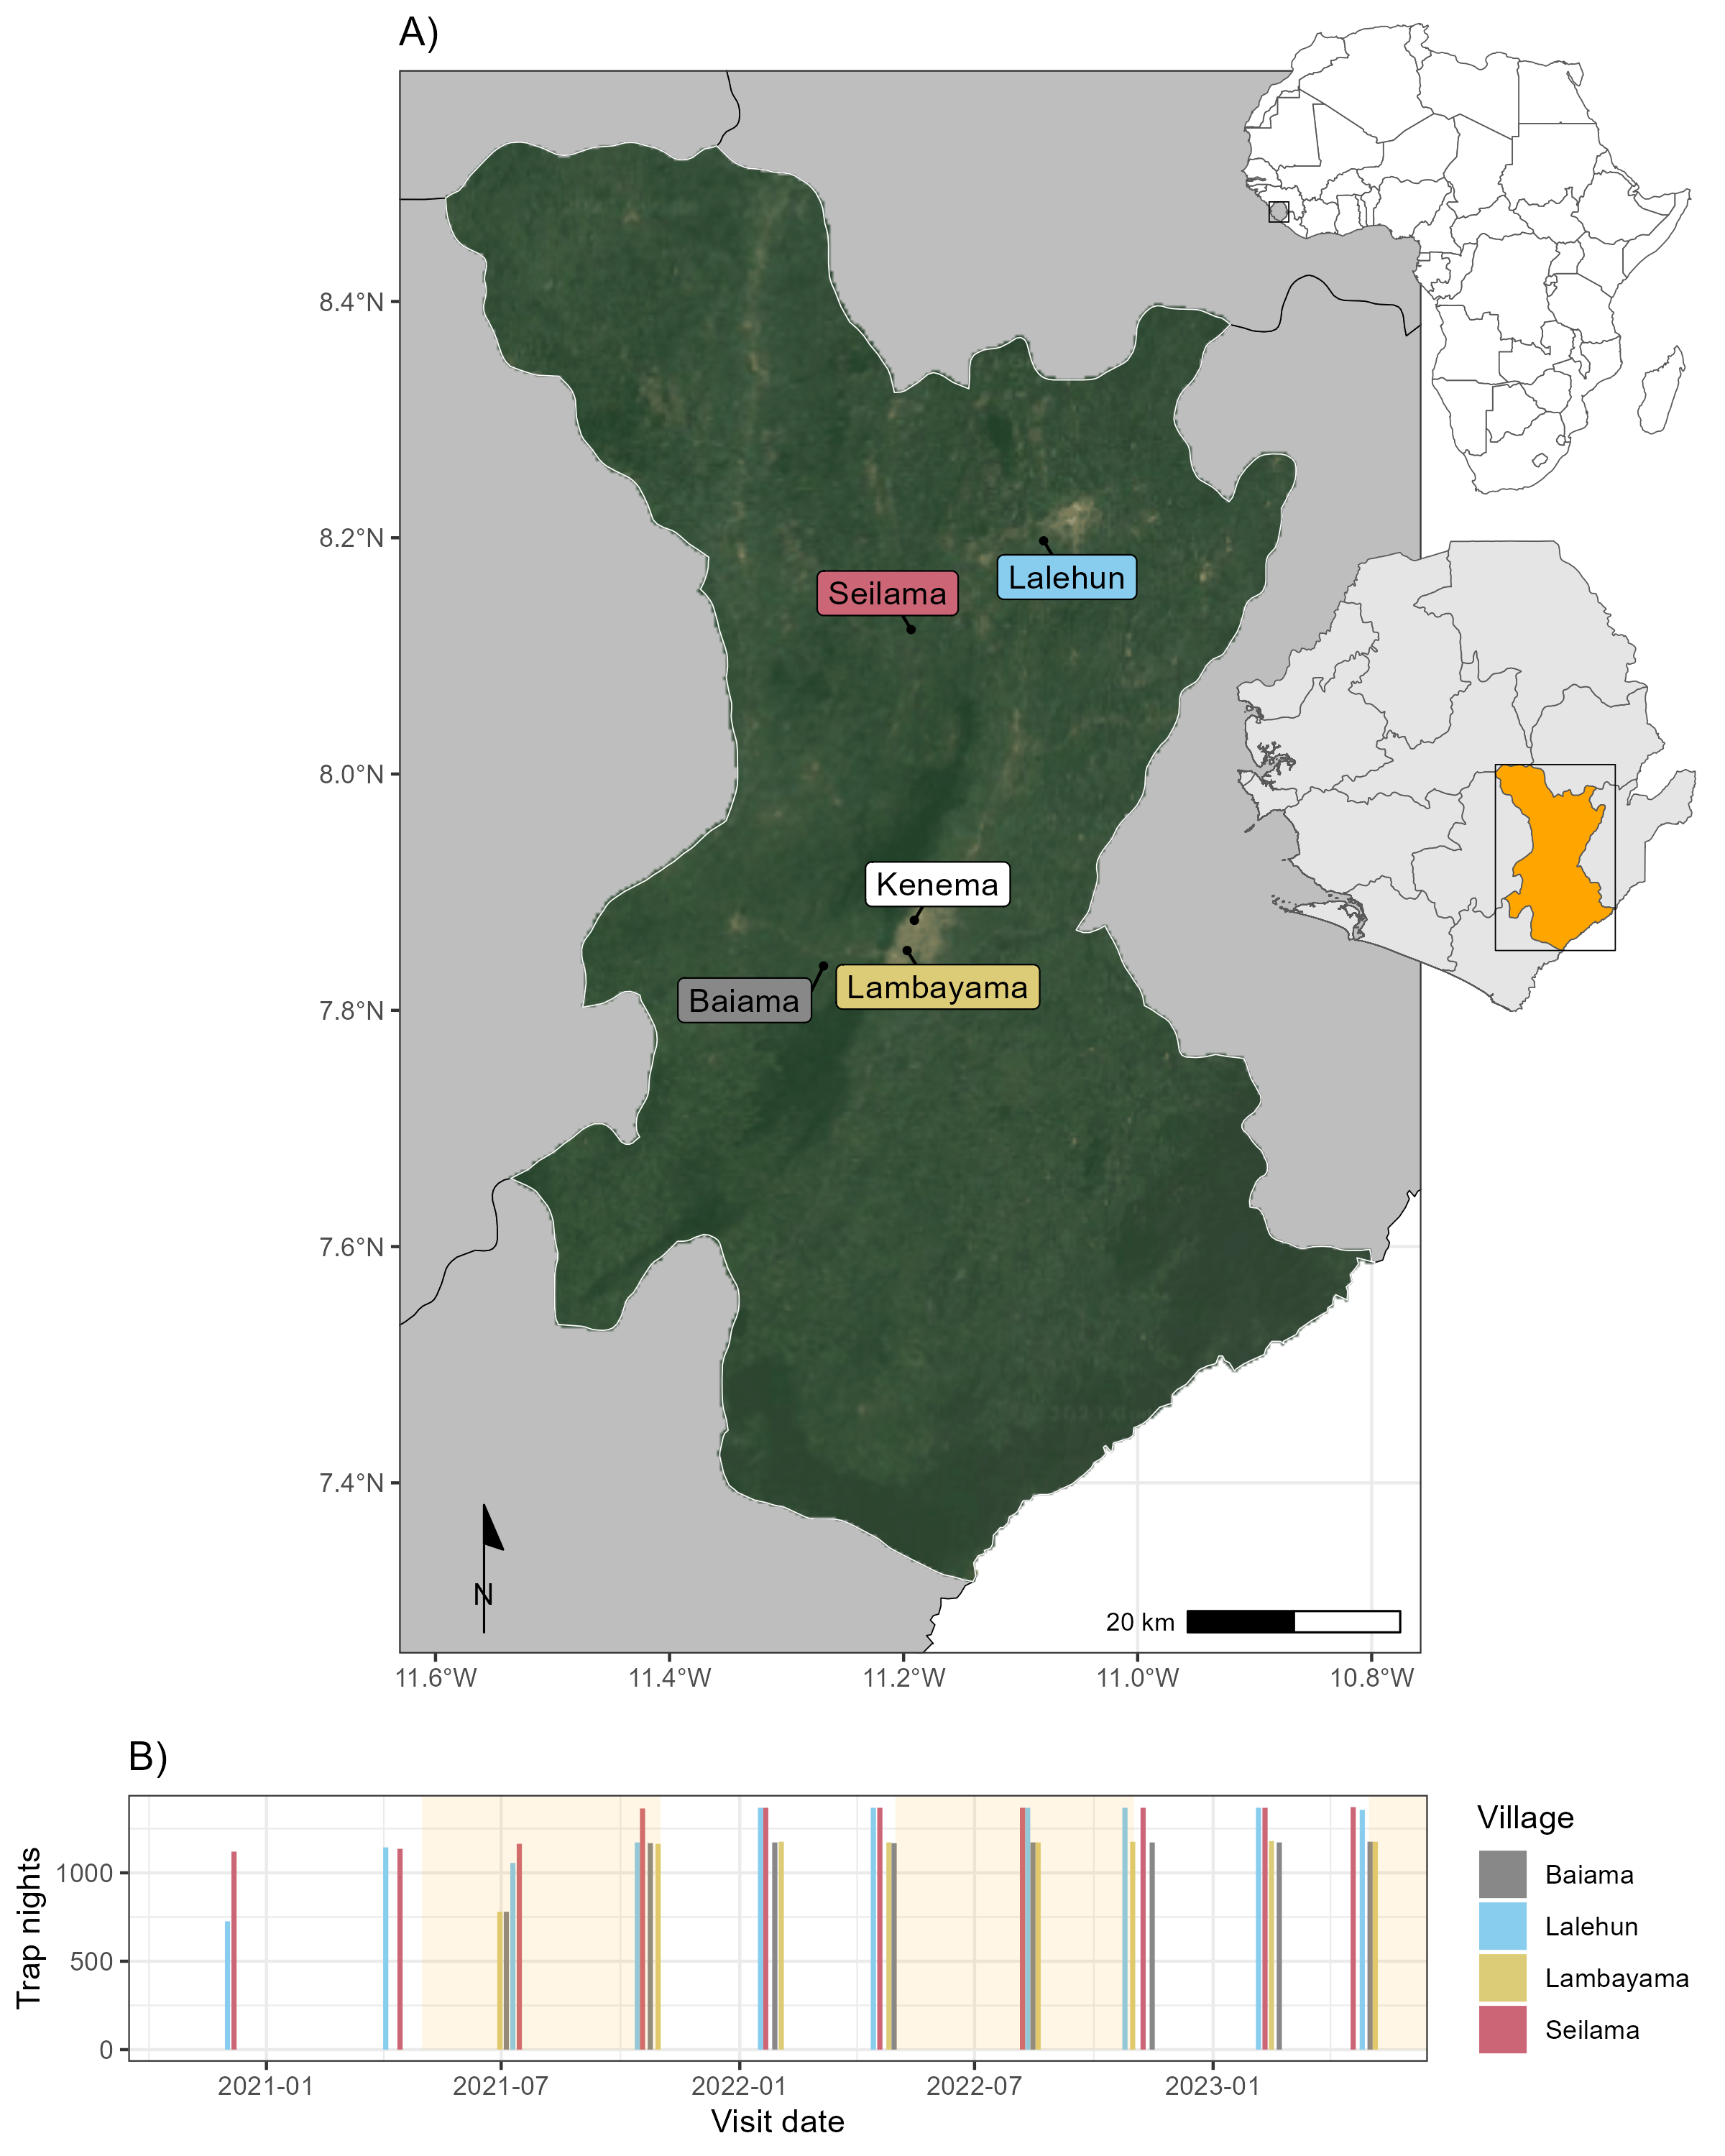 A)
8.4°N
8.2°N
8.0°N
7.8°N
7.6°N
7.4°N
Lalehun
Seilama
Kenema
Lambayama
Baiama
N
20 km
11.6°W 11.4°W 11.2°W 11.0°W 10.8°W
B)
Trap nights
1000
500
0
2021-01 2021-07 2022-01 2022-07 2023-01
Visit date
Village
Baiama
Lalehun
Lambayama
Seilama